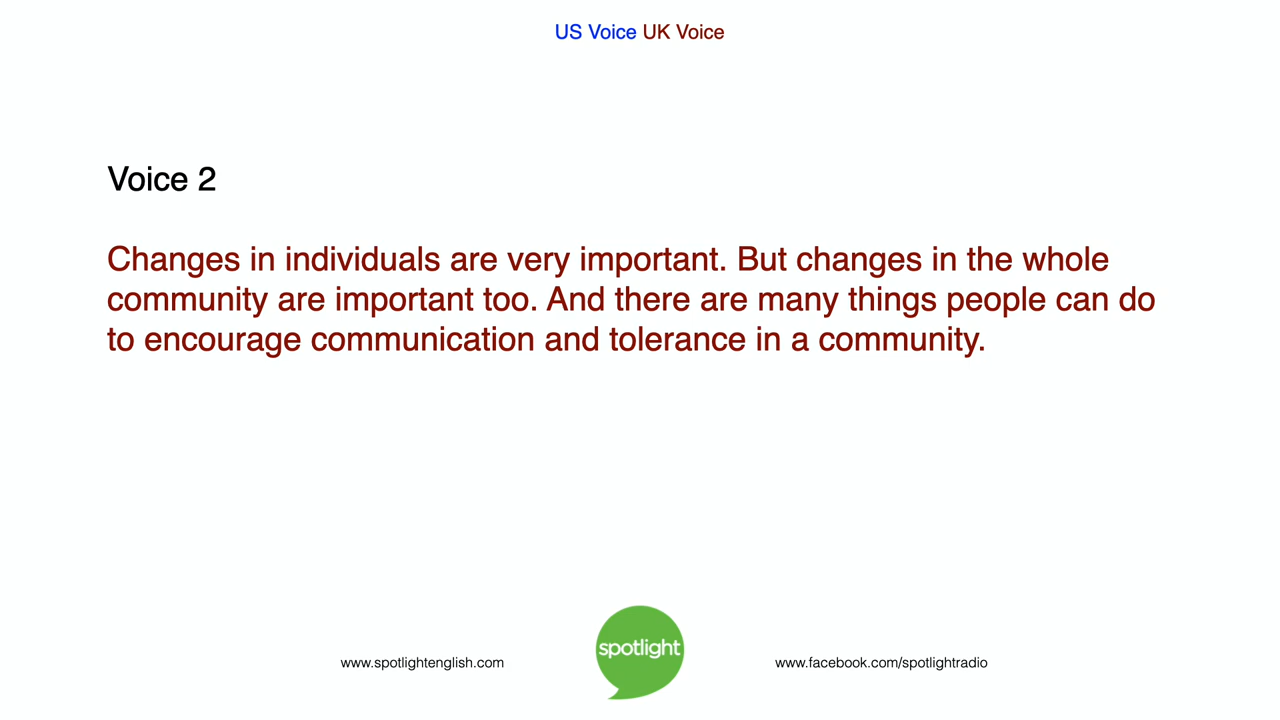 US Voice UK Voice
Voice 2
Changes in individuals are very important. But changes in the whole
community are important too. And there are many things people can do
to encourage communication and tolerance in a community.
www.spotlightenglish.com
spotlight
www.facebook.com/spotlightradio